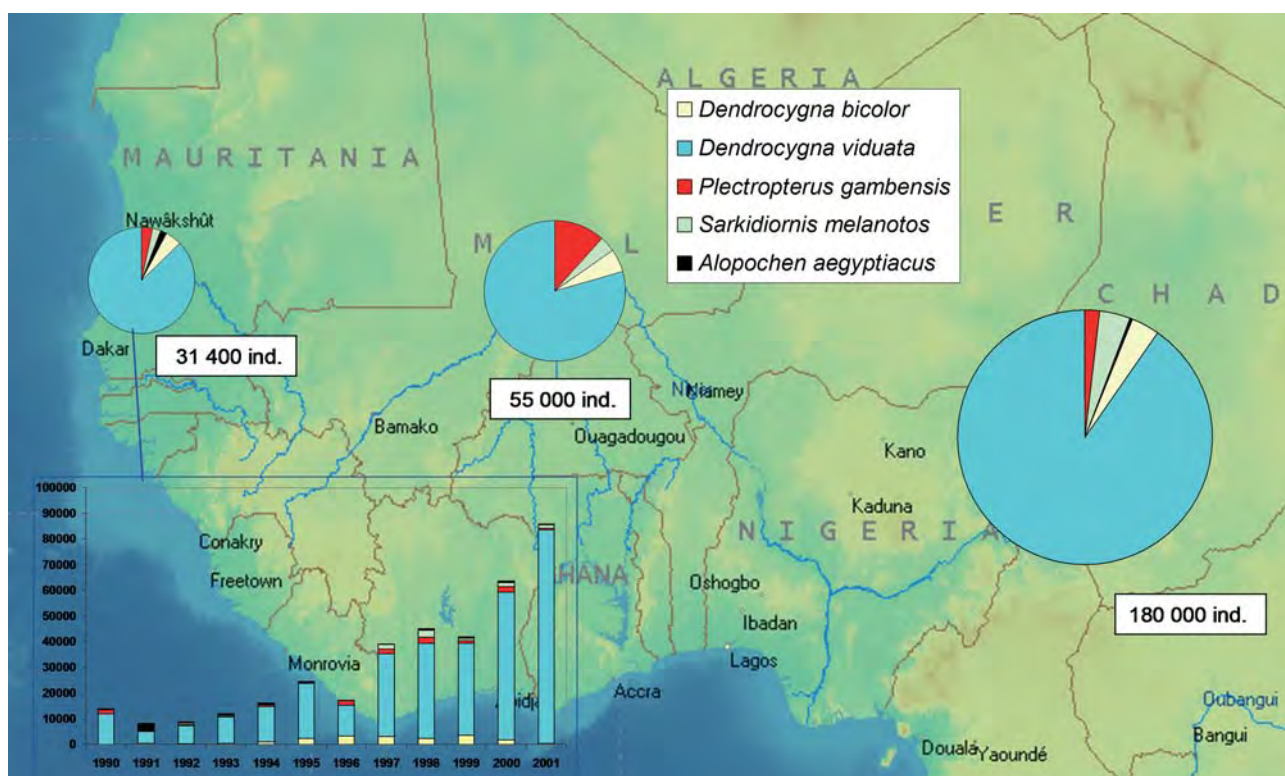 ALGERIA
Dendrocygna bicolor
Dendrocygna viduata
Plectropterus gambensis
Sarkidiornis melanotos
Alopochen aegyptiacus
MAURITANIA
Nawâkshût
M L
E R
CHAD
Dakar
31 400 ind.
55 000 ind.
Niamey
Bamako
Ouagadougou
Kano
Kaduna
NIGERIA
Conakry
Freetown
HANA
Oshogbo
Ibadan
180 000 ind.
Monrovia
Lagos
Accra
Oubangui
Bangui
Douala
Yaoundé
100000
90000
80000
70000
60000
50000
40000
30000
20000
10000
0
1990 1991 1992 1993 1994 1995 1996 1997 1998 1999 2000 2001